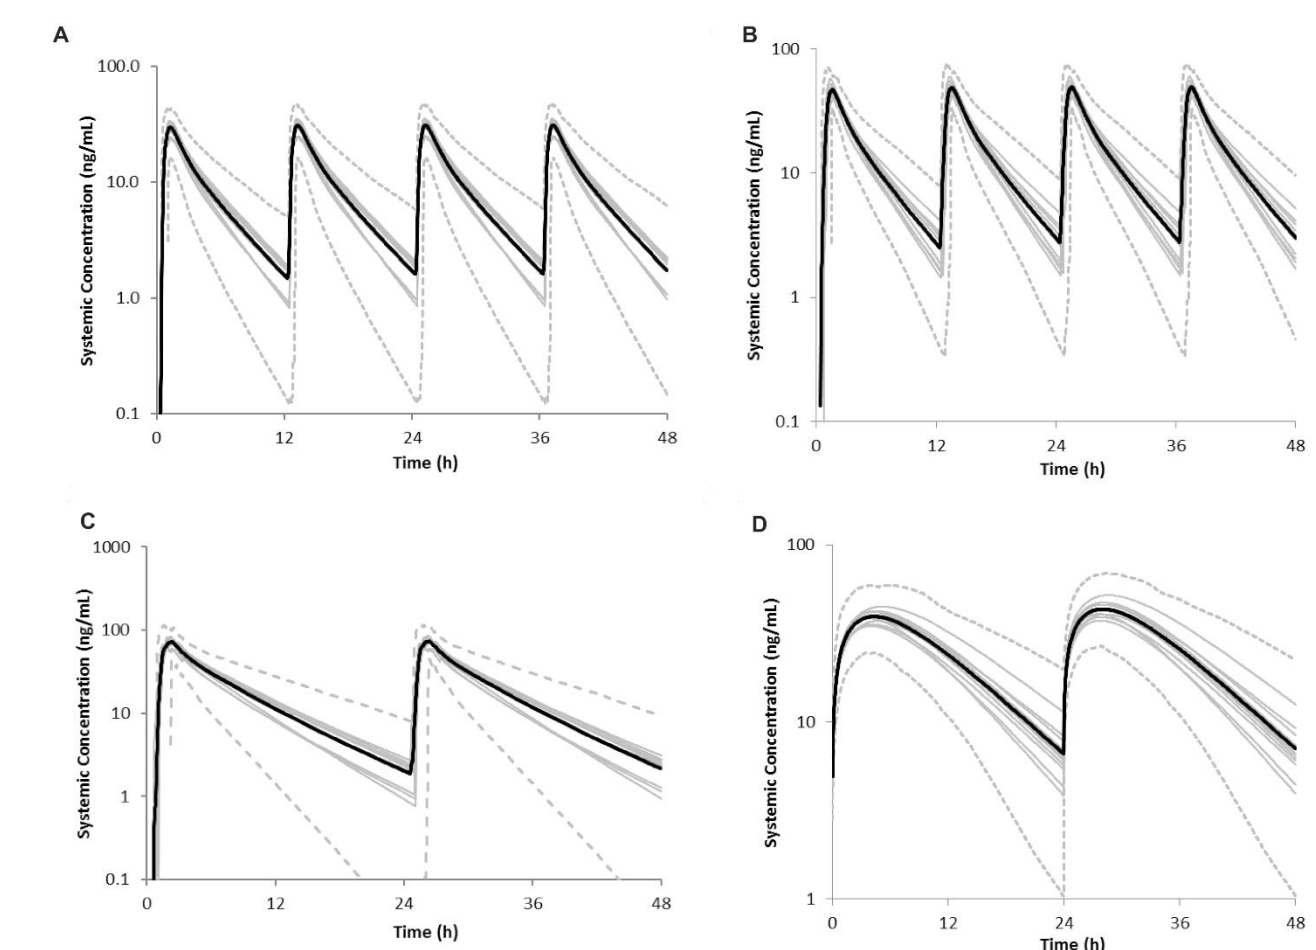 A
100.0
10.0
1.0
0.1
0 12 24 36 48
Systemic Concentration (ng/mL)
Time (h)
B
100
10
1
0.1
0 12 24 36 48
Systemic Concentration (ng/mL)
Time (h)
C
1000
100
10
1
0.1
0 12 24 36 48
Systemic Concentration (ng/mL)
Time (h)
D
100
10
1
0 12 24 36 48
Systemic Concentration (ng/mL)
Time (h)